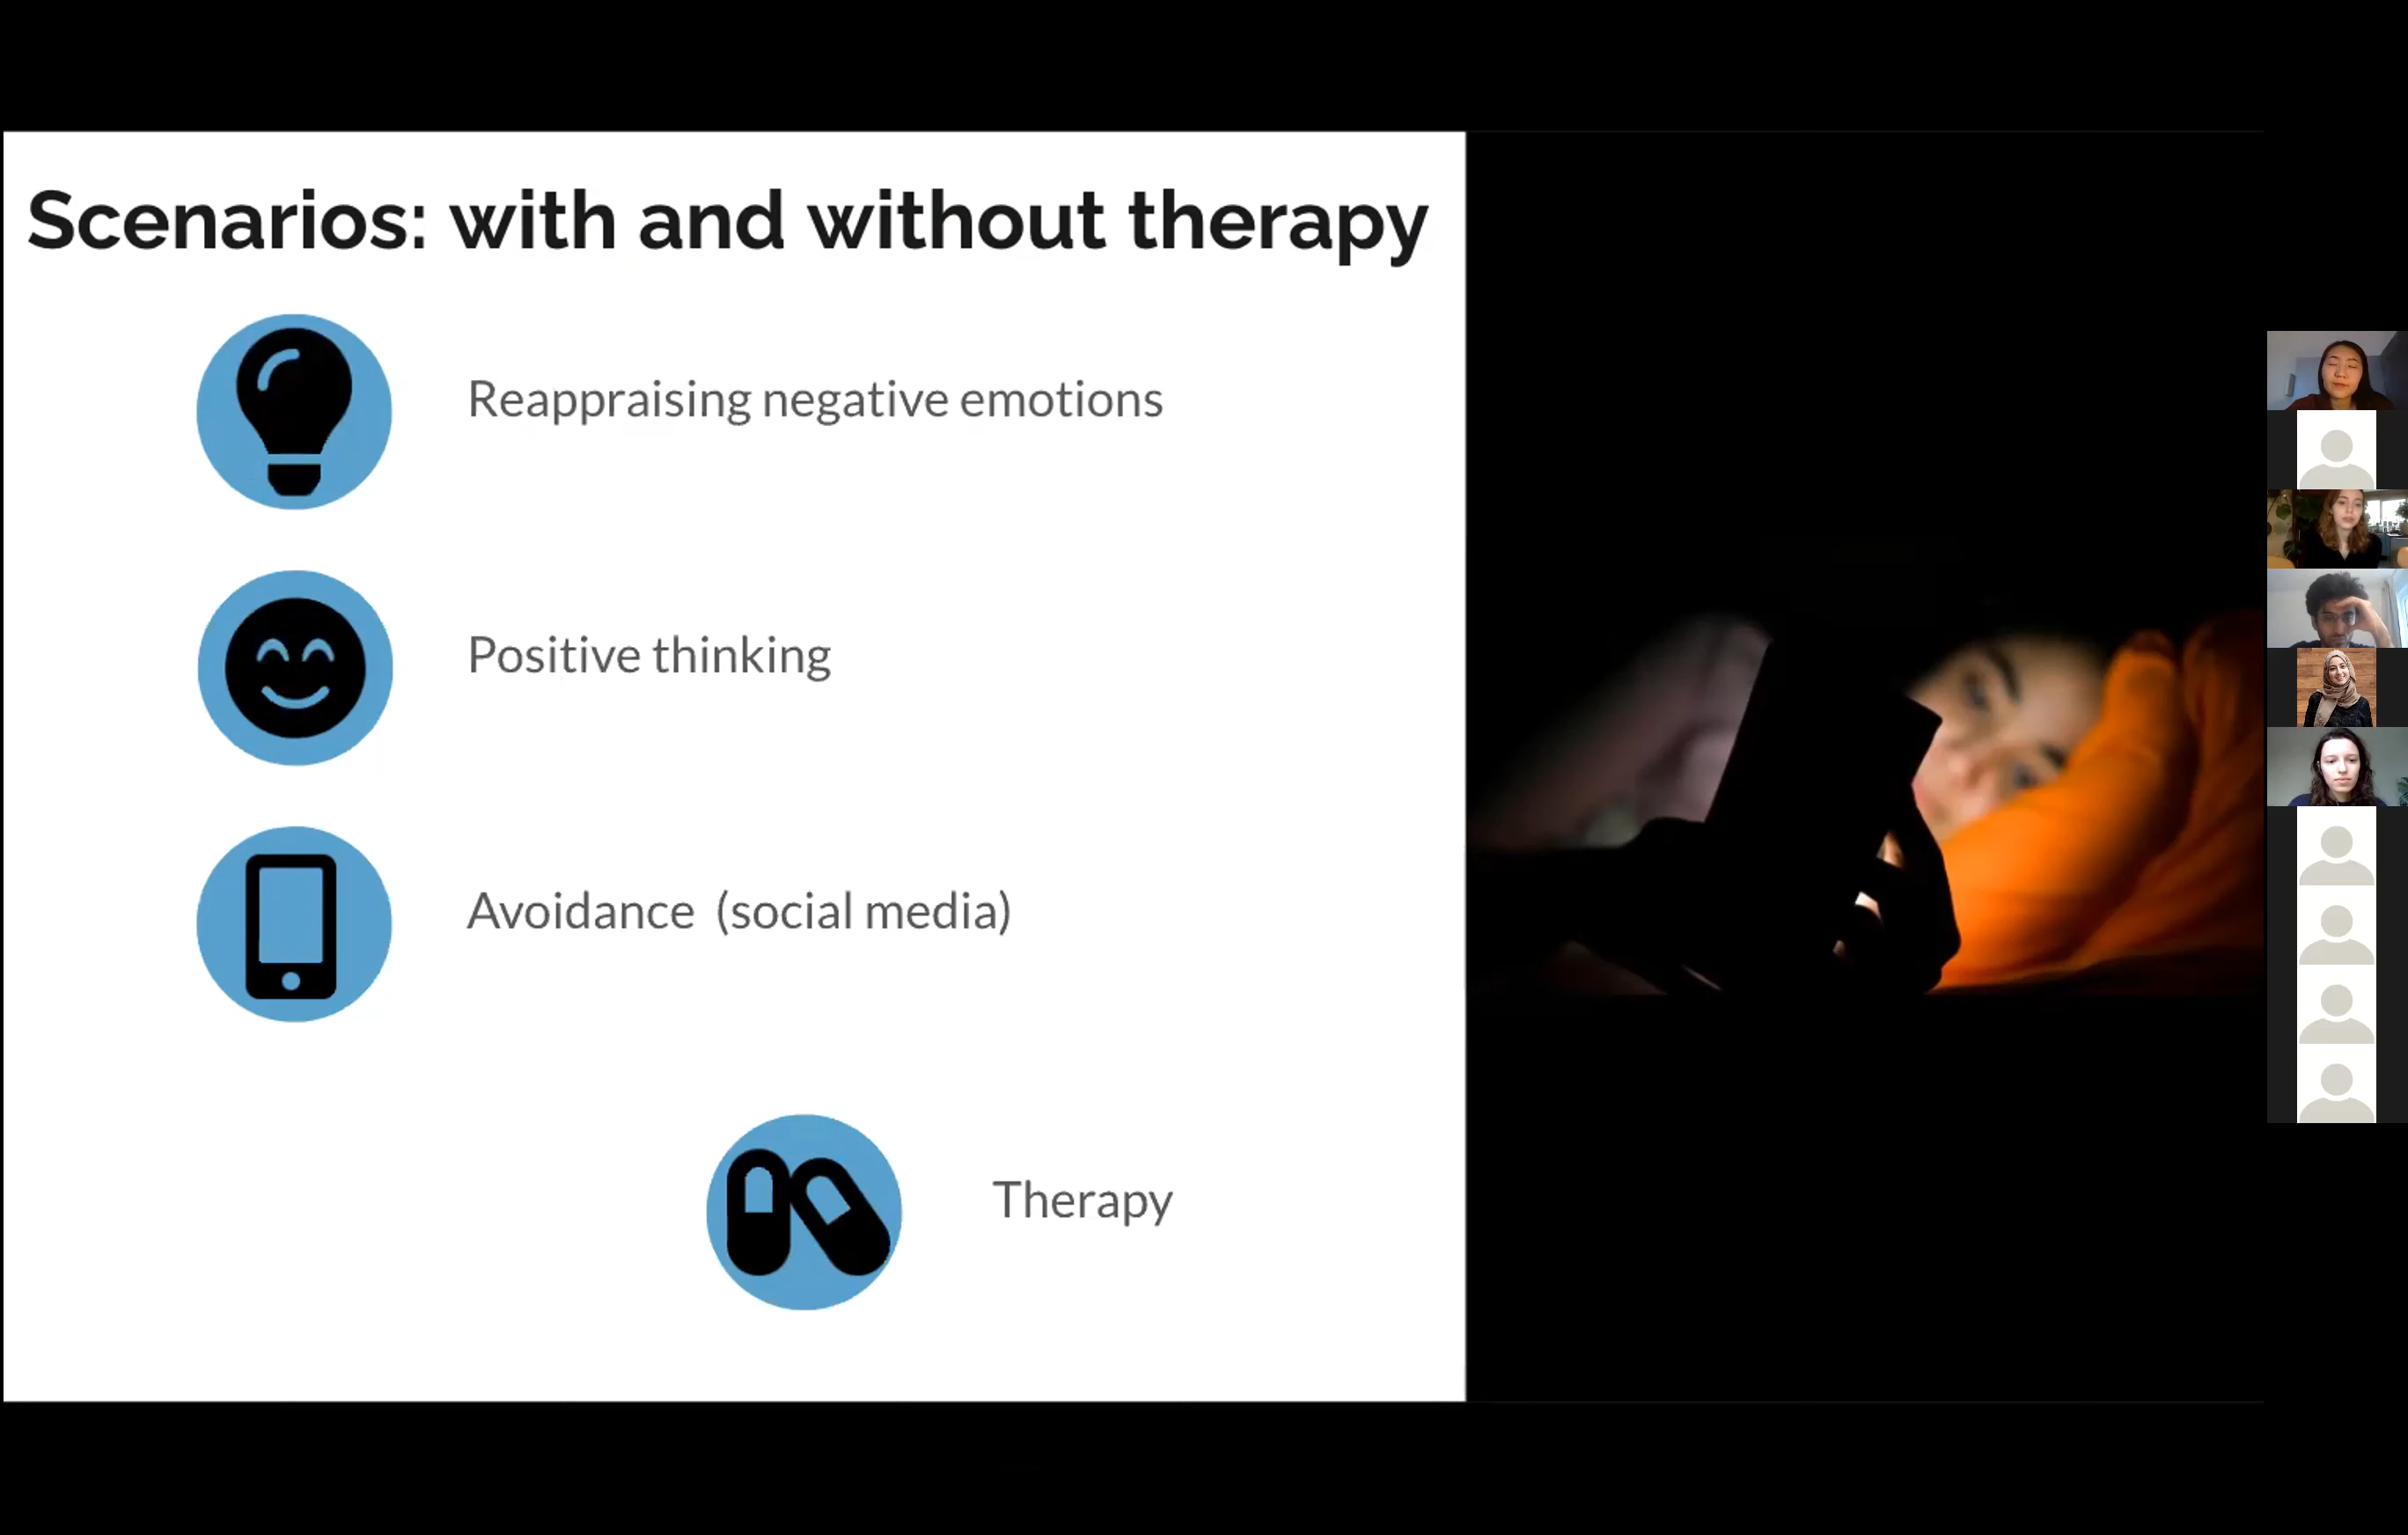 Scenarios: with and without therapy
Reappraising negative emotions
Positive thinking
Avoidance (social media)
Therapy